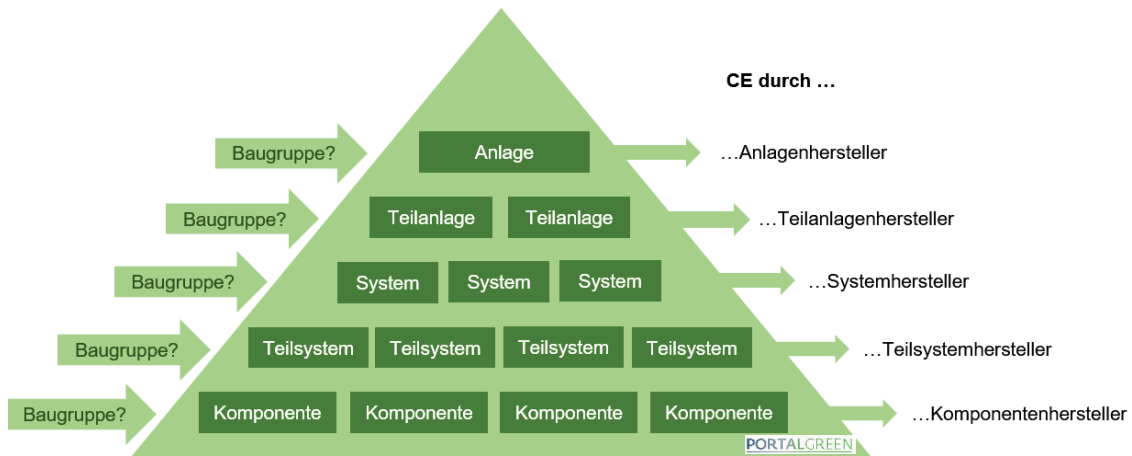 CE durch …
Baugruppe? Anlage …Anlagenhersteller
Baugruppe? Teilanlage Teilanlage …Teilanlagenhersteller
Baugruppe? System System System …Systemhersteller
Baugruppe? Teilsystem Teilsystem Teilsystem Teilsystem …Teilsystemhersteller
Baugruppe? Komponente Komponente Komponente Komponente …Komponentenhersteller
PORTALGREEN